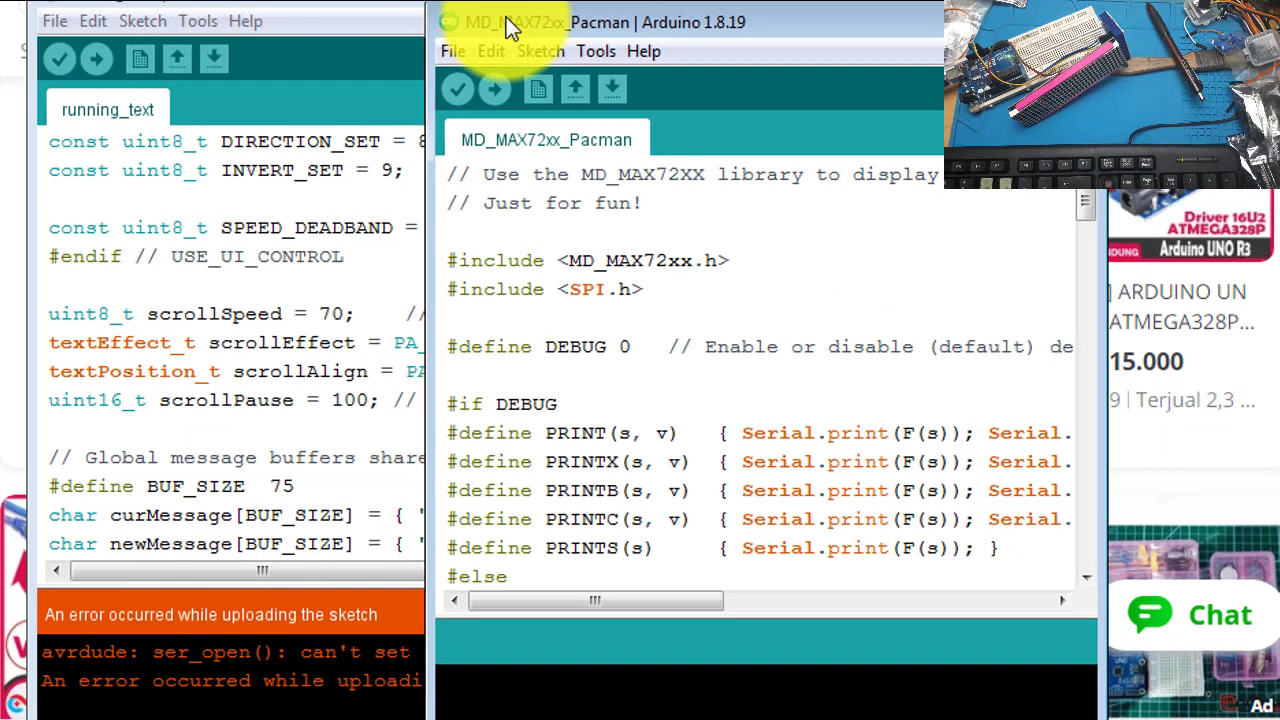 File Edit Sketch Tools Help
running_text
const uint8_t DIRECTION_SET = 8
const uint8_t INVERT_SET = 9;
const uint8_t SPEED_DEADBAND =
#endif // USE_UI_CONTROL
uint8_t scrollSpeed = 70; //
textEffect_t scrollEffect = PA_
textPosition_t scrollAlign = PA
uint16_t scrollPause = 100; //
// Global message buffers share
#define BUF_SIZE 75
char curMessage[BUF_SIZE] = { "
char newMessage[BUF_SIZE] = { "
An error occurred while uploading the sketch
avrdude: ser_open(): can't set
An error occurred while uploadi
MD_MAX72xx_Pacman | Arduino 1.8.19
File Edit Sketch Tools Help
MD_MAX72xx_Pacman
// Use the MD_MAX72XX library to display
// Just for fun!
#include <MD_MAX72xx.h>
#include <SPI.h>
#define DEBUG 0 // Enable or disable (default) de
#if DEBUG
#define PRINT(s, v) { Serial.print(F(s)); Serial.
#define PRINTX(s, v) { Serial.print(F(s)); Serial.
#define PRINTB(s, v) { Serial.print(F(s)); Serial.
#define PRINTC(s, v) { Serial.print(F(s)); Serial.
#define PRINTS(s) { Serial.print(F(s)); }
#else
Driver 16U2
ATMEGA328P
NDUNG Arduino UNO R3
] ARDUINO UN
ATMEGA328P...
15.000
9 | Terjual 2,3 ...
Chat
Ad